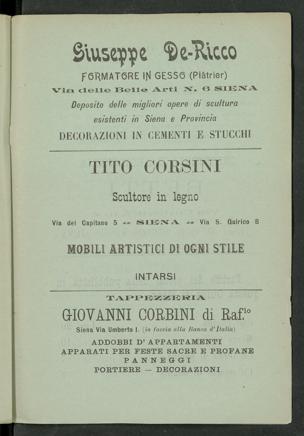 Giuseppe De-Ricco
FORMATORE IN GESSO (Plâtrier)
Via delle Belle Arti N. 6 SIENA
Deposito delle migliori opere di scultura
esistenti in Siena e Provincia
DECORAZIONI IN CEMENTI E STUCCHI
TITO CORSINI
Scultore in legno
Via del Capitano 5 -- SIENA -- Via S. Quirico 8
MOBILI ARTISTICI DI OGNI STILE
INTARSI
TAPPEZZERIA
GIOVANNI CORBINI di Raf.lo
Siena Via Umberto I. (in faccia alla Banca d'Italia)
ADDOBBI D'APPARTAMENTI
APPARATI PER FESTE SACRE E PROFANE
PANNEGGI
PORTIERE — DECORAZIONI